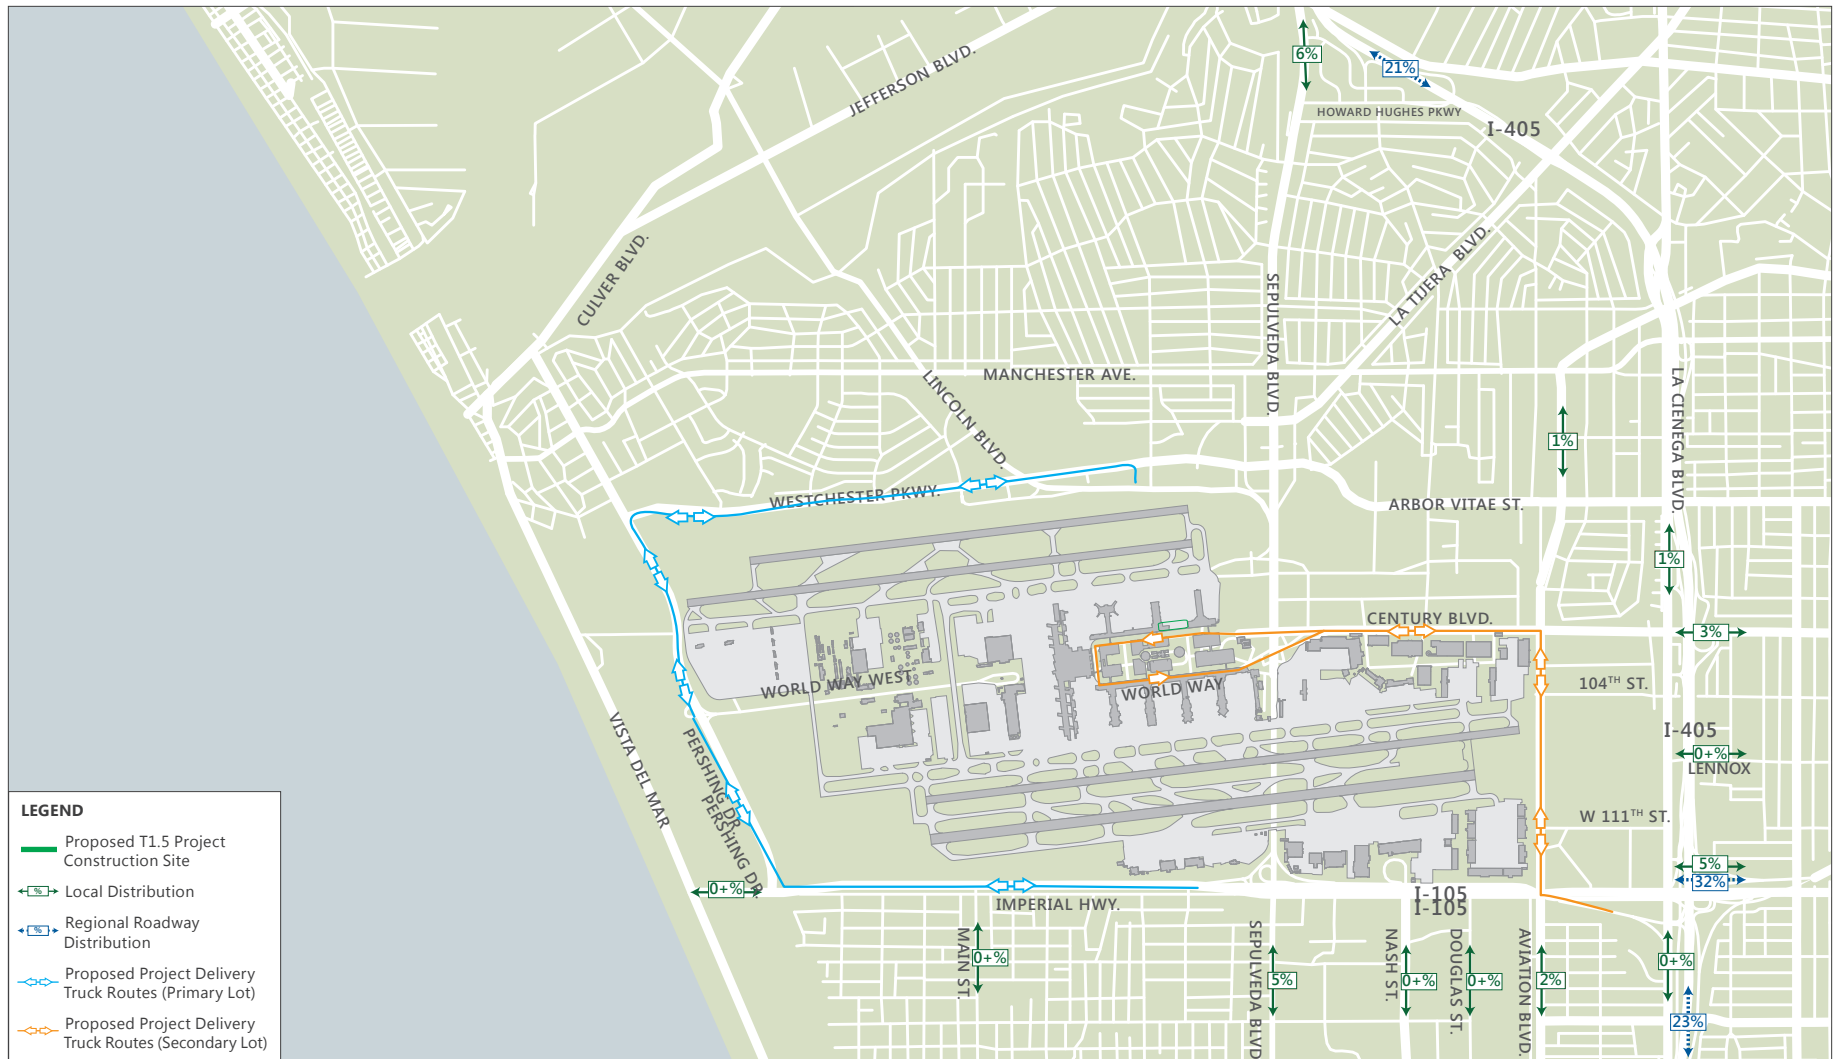 6%
21%
JEFFERSON BLVD.
HOWARD HUGHES PKWY
I-405
CULVER BLVD.
LA TIJERA BLVD.
SEPULVEDA BLVD.
MANCHESTER AVE.
LINCOLN BLVD.
LA CIENEGA BLVD.
1%
WESTCHESTER PKWY.
ARBOR VITAE ST.
1%
CENTURY BLVD.
3%
WORLD WAY WEST
WORLD WAY
104TH ST.
I-405
0+%
LENNOX
VISTA DEL MAR
PERSHING DR.
PERSHING DR.
W 111TH ST.
5%
32%
0+%
I-105
I-105
IMPERIAL HWY.
MAIN ST.
0+%
SEPULVEDA BLVD.
5%
NASH ST.
0+%
DOUGLAS ST.
0+%
AVIATION BLVD.
2%
0+%
23%
LEGEND
Proposed T1.5 Project
Construction Site
%
Local Distribution
%
Regional Roadway
Distribution
Proposed Project Delivery
Truck Routes (Primary Lot)
Proposed Project Delivery
Truck Routes (Secondary Lot)